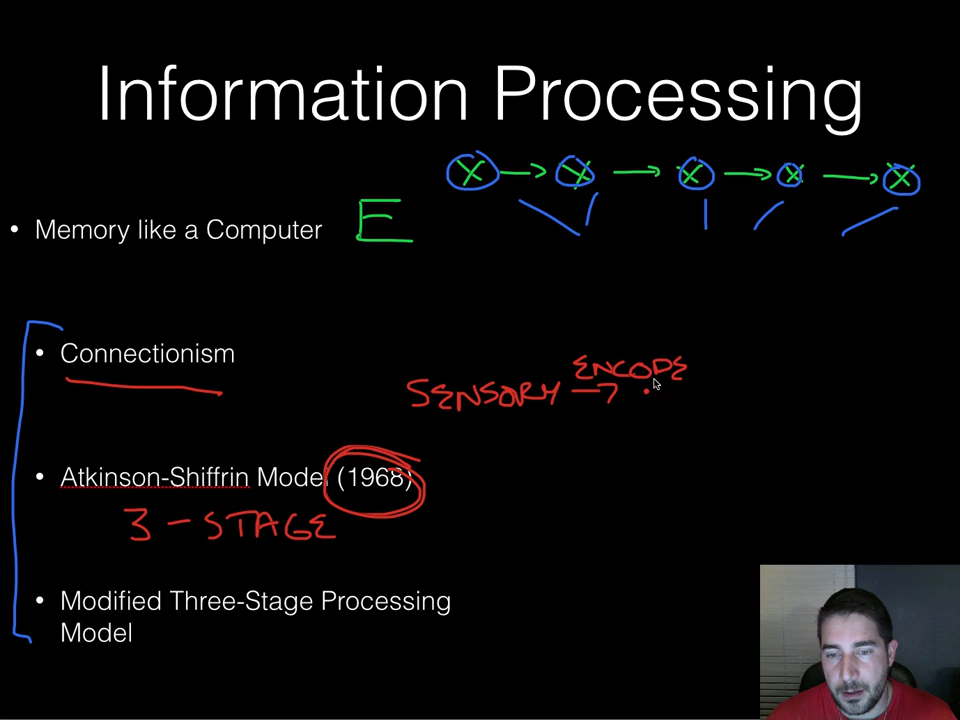 Information Processing
X → X → X → X → X
• Memory like a Computer E
• Connectionism
ENCODE
SENSORY →
• Atkinson-Shiffrin Model (1968)
3 - STAGE
• Modified Three-Stage Processing
Model